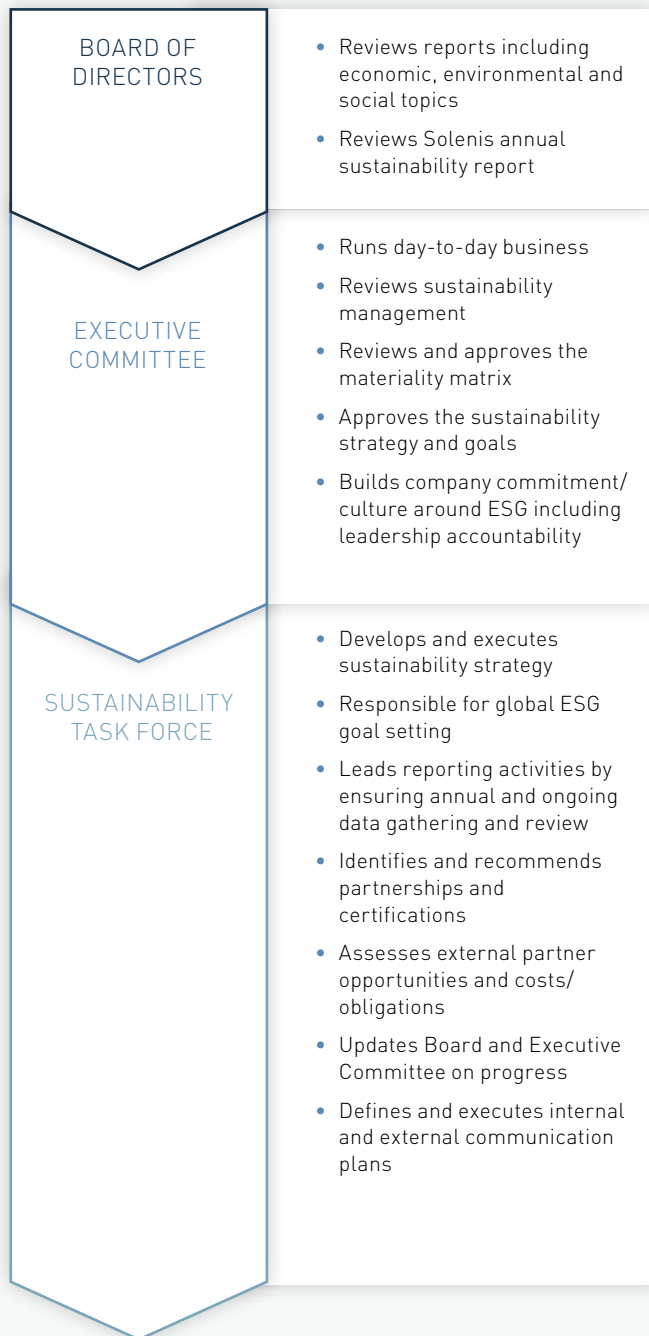 BOARD OF
DIRECTORS
• Reviews reports including
economic, environmental and
social topics
• Reviews Solenis annual
sustainability report
EXECUTIVE
COMMITTEE
• Runs day-to-day business
• Reviews sustainability
management
• Reviews and approves the
materiality matrix
• Approves the sustainability
strategy and goals
• Builds company commitment/
culture around ESG including
leadership accountability
SUSTAINABILITY
TASK FORCE
• Develops and executes
sustainability strategy
• Responsible for global ESG
goal setting
• Leads reporting activities by
ensuring annual and ongoing
data gathering and review
• Identifies and recommends
partnerships and
certifications
• Assesses external partner
opportunities and costs/
obligations
• Updates Board and Executive
Committee on progress
• Defines and executes internal
and external communication
plans